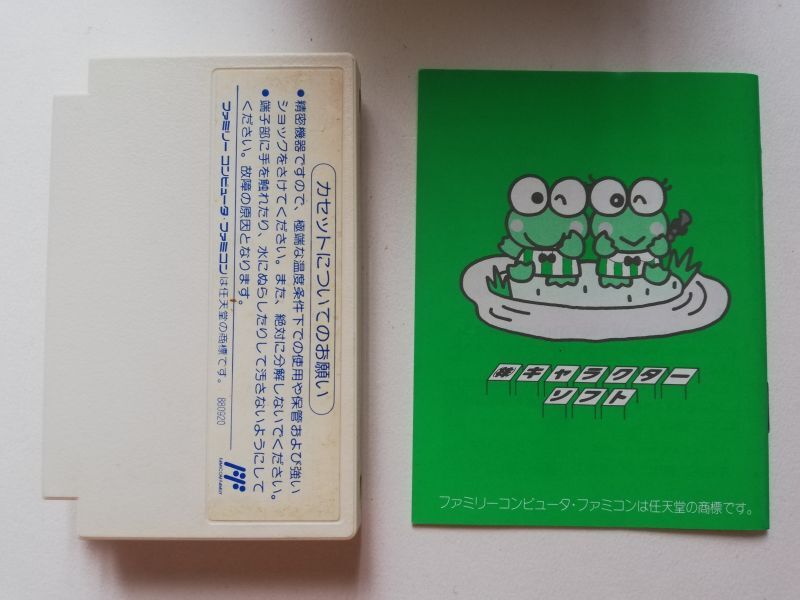 カセットについてのお願い
●精密機器ですので、極端な温度条件下での使用や保管および強い
ショックをさけてください。また、絶対に分解しないでください。
●端子部に手を触れたり、水にぬらしたりして汚さないようにして
ください。故障の原因となります。
ファミリーコンピュータ・ファミコンは任天堂の商標です。 880920
FAMICOM FAMILY
㈱キャラクター
ソフト
ファミリーコンピュータ・ファミコンは任天堂の商標です。